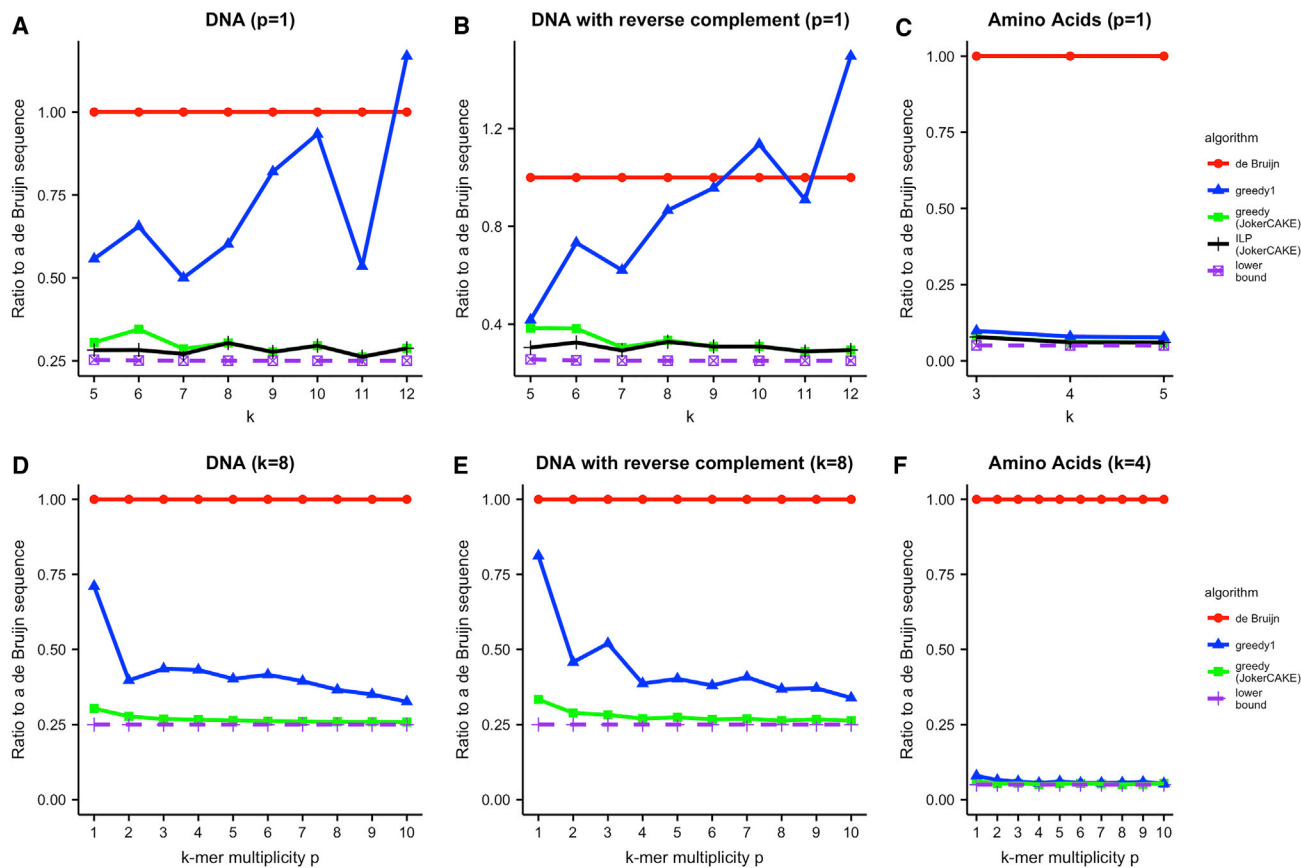 A
DNA (p=1)
Ratio to a de Bruijn sequence
1.00
0.75
0.50
0.25
5 6 7 8 9 10 11 12
k
B
DNA with reverse complement (p=1)
Ratio to a de Bruijn sequence
1.2
0.8
0.4
5 6 7 8 9 10 11 12
k
C
Amino Acids (p=1)
Ratio to a de Bruijn sequence
1.00
0.75
0.50
0.25
0.00
3 4 5
k
algorithm
de Bruijn
greedy1
greedy
(JokerCAKE)
ILP
(JokerCAKE)
lower
bound
D
DNA (k=8)
Ratio to a de Bruijn sequence
1.00
0.75
0.50
0.25
0.00
1 2 3 4 5 6 7 8 9 10
k-mer multiplicity p
E
DNA with reverse complement (k=8)
Ratio to a de Bruijn sequence
1.00
0.75
0.50
0.25
0.00
1 2 3 4 5 6 7 8 9 10
k-mer multiplicity p
F
Amino Acids (k=4)
Ratio to a de Bruijn sequence
1.00
0.75
0.50
0.25
0.00
1 2 3 4 5 6 7 8 9 10
k-mer multiplicity p
algorithm
de Bruijn
greedy1
greedy
(JokerCAKE)
lower
bound